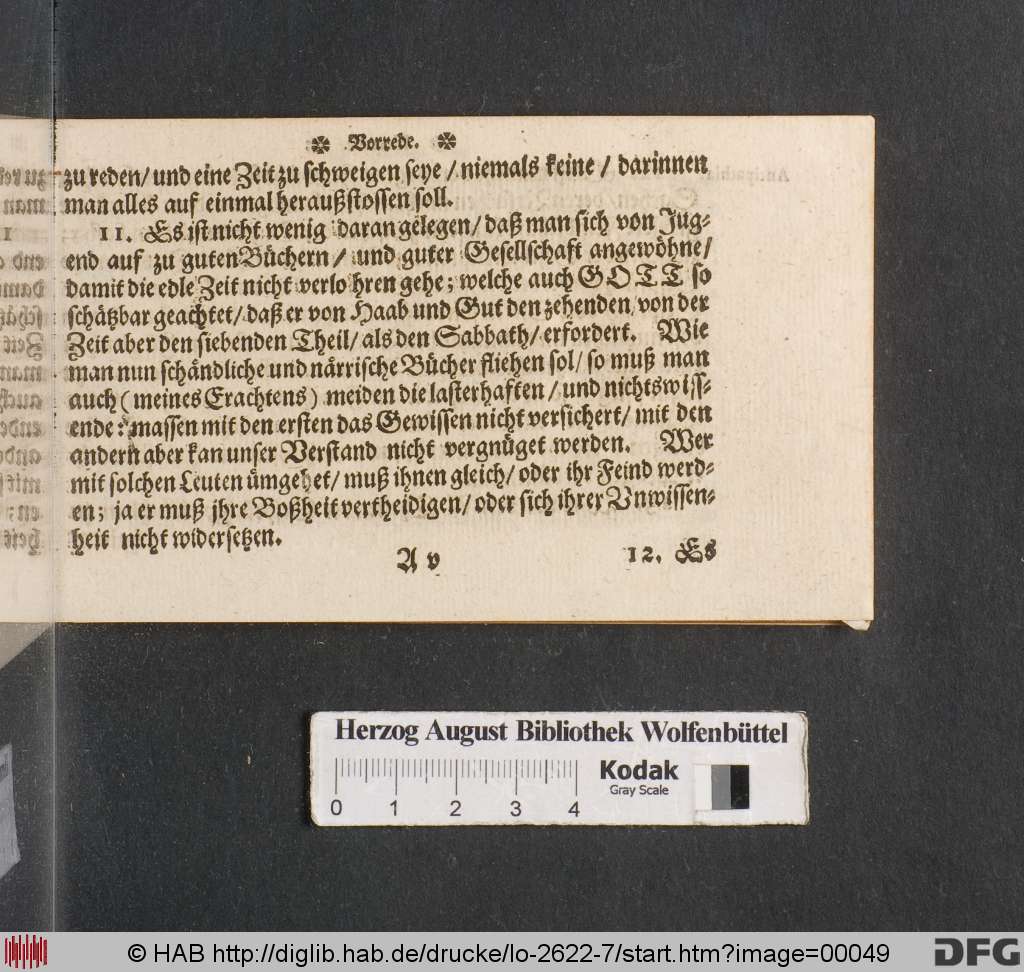 ❇ Vorrede. ❇
zu reden/ und eine Zeit zu schweigen seye / niemals keine / darinnen
man alles auf einmal heraußstossen soll.
11. Es ist nicht wenig daran gelegen/ daß man sich von Jug-
end auf zu guten Büchern/ und guter Gesellschaft angewöhne/
damit die edle Zeit nicht verlohren gehe; welche auch GOTT so
schätzbar geachtet/ daß er von Haab und Gut den zehenden, von der
Zeit aber den siebenden Theil/ als den Sabbath/ erfordert. Wie
man nun schändliche und närrische Bücher fliehen sol/ so muß man
auch (meines Erachtens) meiden die lasterhaften / und nichtswiss-
ende: massen mit den ersten das Gewissen nicht versichert/ mit den
andern aber kan unser Verstand nicht vergnüget werden. Wer
mit solchen Leuten ümgehet/ muß ihnen gleich/ oder ihr Feind werd-
en; ja er muß ihre Boßheit vertheidigen/ oder sich ihrer Unwissen-
heit nicht widersetzen.
A v
12. Es
Herzog August Bibliothek Wolfenbüttel
Kodak
Gray Scale
0 1 2 3 4
© HAB http://diglib.hab.de/drucke/lo-2622-7/start.htm?image=00049
DFG